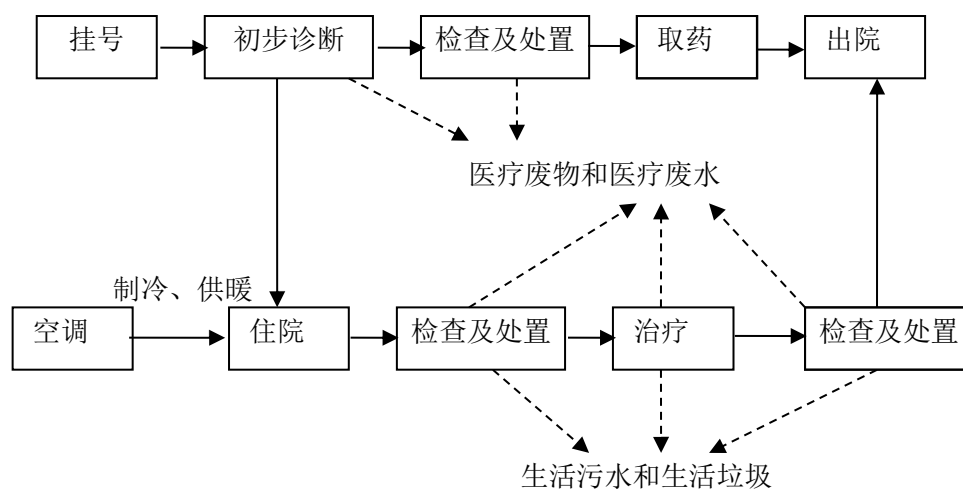 挂号
初步诊断
检查及处置
取药
出院
医疗废物和医疗废水
制冷、供暖
空调
住院
检查及处置
治疗
检查及处置
生活污水和生活垃圾